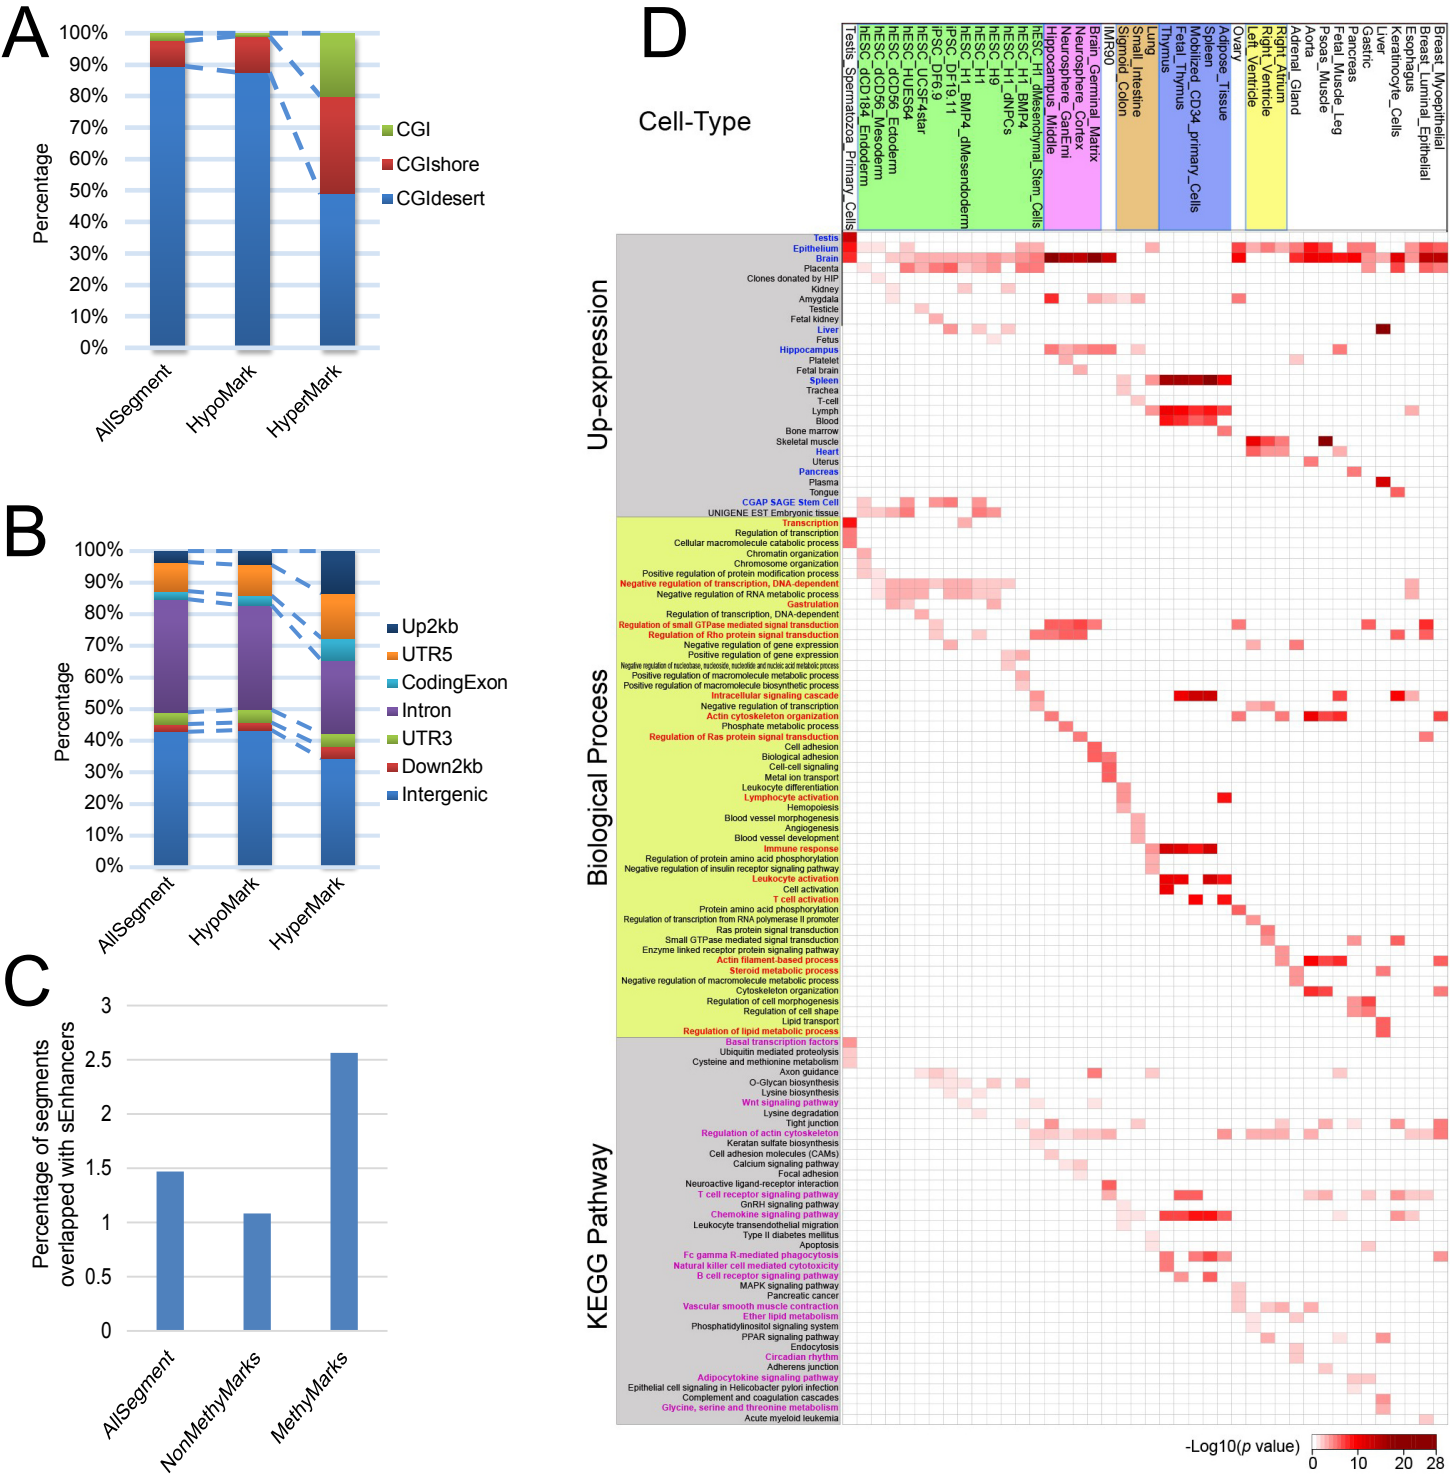 A
100%
90%
80%
70%
60%
50%
40%
30%
20%
10%
0%
Percentage
AllSegment
HypoMark
HyperMark
CGI
CGIshore
CGIdesert
B
100%
90%
80%
70%
60%
50%
40%
30%
20%
10%
0%
Percentage
AllSegment
HypoMark
HyperMark
Up2kb
UTR5
CodingExon
Intron
UTR3
Down2kb
Intergenic
C
3
2.5
2
1.5
1
0.5
0
Percentage of segments
overlapped with sEnhancers
AllSegment
NonMethyMarks
MethyMarks
D
Cell-Type
Testis_Spermatozoa_Primary_Cells
hESC_dCD184_Endoderm
hESC_dCD56_Mesoderm
hESC_dCD56_Ectoderm
hESC_HUES64
hESC_UCSF4star
iPSC_DF6.9
iPSC_DF19.11
hESC_H1_BMP4_dMesendoderm
hESC_H1
hESC_H9
hESC_H1_dNPCs
hESC_H1_BMP4
hESC_H1_dMesenchymal_Stem_Cells
Hippocampus_Middle
Neurosphere_GanEmi
Neurosphere_Cortex
Brain_Germinal_Matrix
IMR90
Sigmoid_Colon
Small_Intestine
Lung
Thymus
Fetal_Thymus
Mobilized_CD34_primary_Cells
Spleen
Adipose_Tissue
Ovary
Left_Ventricle
Right_Ventricle
Right_Atrium
Adrenal_Gland
Aorta
Psoas_Muscle
Fetal_Muscle_Leg
Pancreas
Gastric
Liver
Keratinocyte_Cells
Esophagus
Breast_Luminal_Epithelial
Breast_Myoepithelial
Up-expression
Testis
Epithelium
Brain
Placenta
Clones donated by HIP
Kidney
Amygdala
Testicle
Fetal kidney
Liver
Fetus
Hippocampus
Platelet
Fetal brain
Spleen
Trachea
T-cell
Lymph
Blood
Bone marrow
Skeletal muscle
Heart
Uterus
Pancreas
Plasma
Tongue
CGAP SAGE Stem Cell
UNIGENE EST Embryonic tissue
Biological Process
Transcription
Regulation of transcription
Cellular macromolecule catabolic process
Chromatin organization
Chromosome organization
Positive regulation of protein modification process
Negative regulation of transcription, DNA-dependent
Negative regulation of RNA metabolic process
Gastrulation
Regulation of transcription, DNA-dependent
Regulation of small GTPase mediated signal transduction
Regulation of Rho protein signal transduction
Negative regulation of gene expression
Positive regulation of gene expression
Negative regulation of nucleobase, nucleoside, nucleotide and nucleic acid metabolic process
Positive regulation of macromolecule metabolic process
Positive regulation of macromolecule biosynthetic process
Intracellular signaling cascade
Negative regulation of transcription
Actin cytoskeleton organization
Phosphate metabolic process
Regulation of Ras protein signal transduction
Cell adhesion
Biological adhesion
Cell-cell signaling
Metal ion transport
Leukocyte differentiation
Lymphocyte activation
Hemopoiesis
Blood vessel morphogenesis
Angiogenesis
Blood vessel development
Immune response
Regulation of protein amino acid phosphorylation
Negative regulation of insulin receptor signaling pathway
Leukocyte activation
Cell activation
T cell activation
Protein amino acid phosphorylation
Regulation of transcription from RNA polymerase II promoter
Ras protein signal transduction
Small GTPase mediated signal transduction
Enzyme linked receptor protein signaling pathway
Actin filament-based process
Steroid metabolic process
Negative regulation of macromolecule metabolic process
Cytoskeleton organization
Regulation of cell morphogenesis
Regulation of cell shape
Lipid transport
Regulation of lipid metabolic process
KEGG Pathway
Basal transcription factors
Ubiquitin mediated proteolysis
Cysteine and methionine metabolism
Axon guidance
O-Glycan biosynthesis
Lysine biosynthesis
Wnt signaling pathway
Lysine degradation
Tight junction
Regulation of actin cytoskeleton
Keratan sulfate biosynthesis
Cell adhesion molecules (CAMs)
Calcium signaling pathway
Focal adhesion
Neuroactive ligand-receptor interaction
T cell receptor signaling pathway
GnRH signaling pathway
Chemokine signaling pathway
Leukocyte transendothelial migration
Type II diabetes mellitus
Apoptosis
Fc gamma R-mediated phagocytosis
Natural killer cell mediated cytotoxicity
B cell receptor signaling pathway
MAPK signaling pathway
Pancreatic cancer
Vascular smooth muscle contraction
Ether lipid metabolism
Phosphatidylinositol signaling system
PPAR signaling pathway
Endocytosis
Circadian rhythm
Adherens junction
Adipocytokine signaling pathway
Epithelial cell signaling in Helicobacter pylori infection
Complement and coagulation cascades
Glycine, serine and threonine metabolism
Acute myeloid leukemia
-Log10(p value)
0 10 20 28